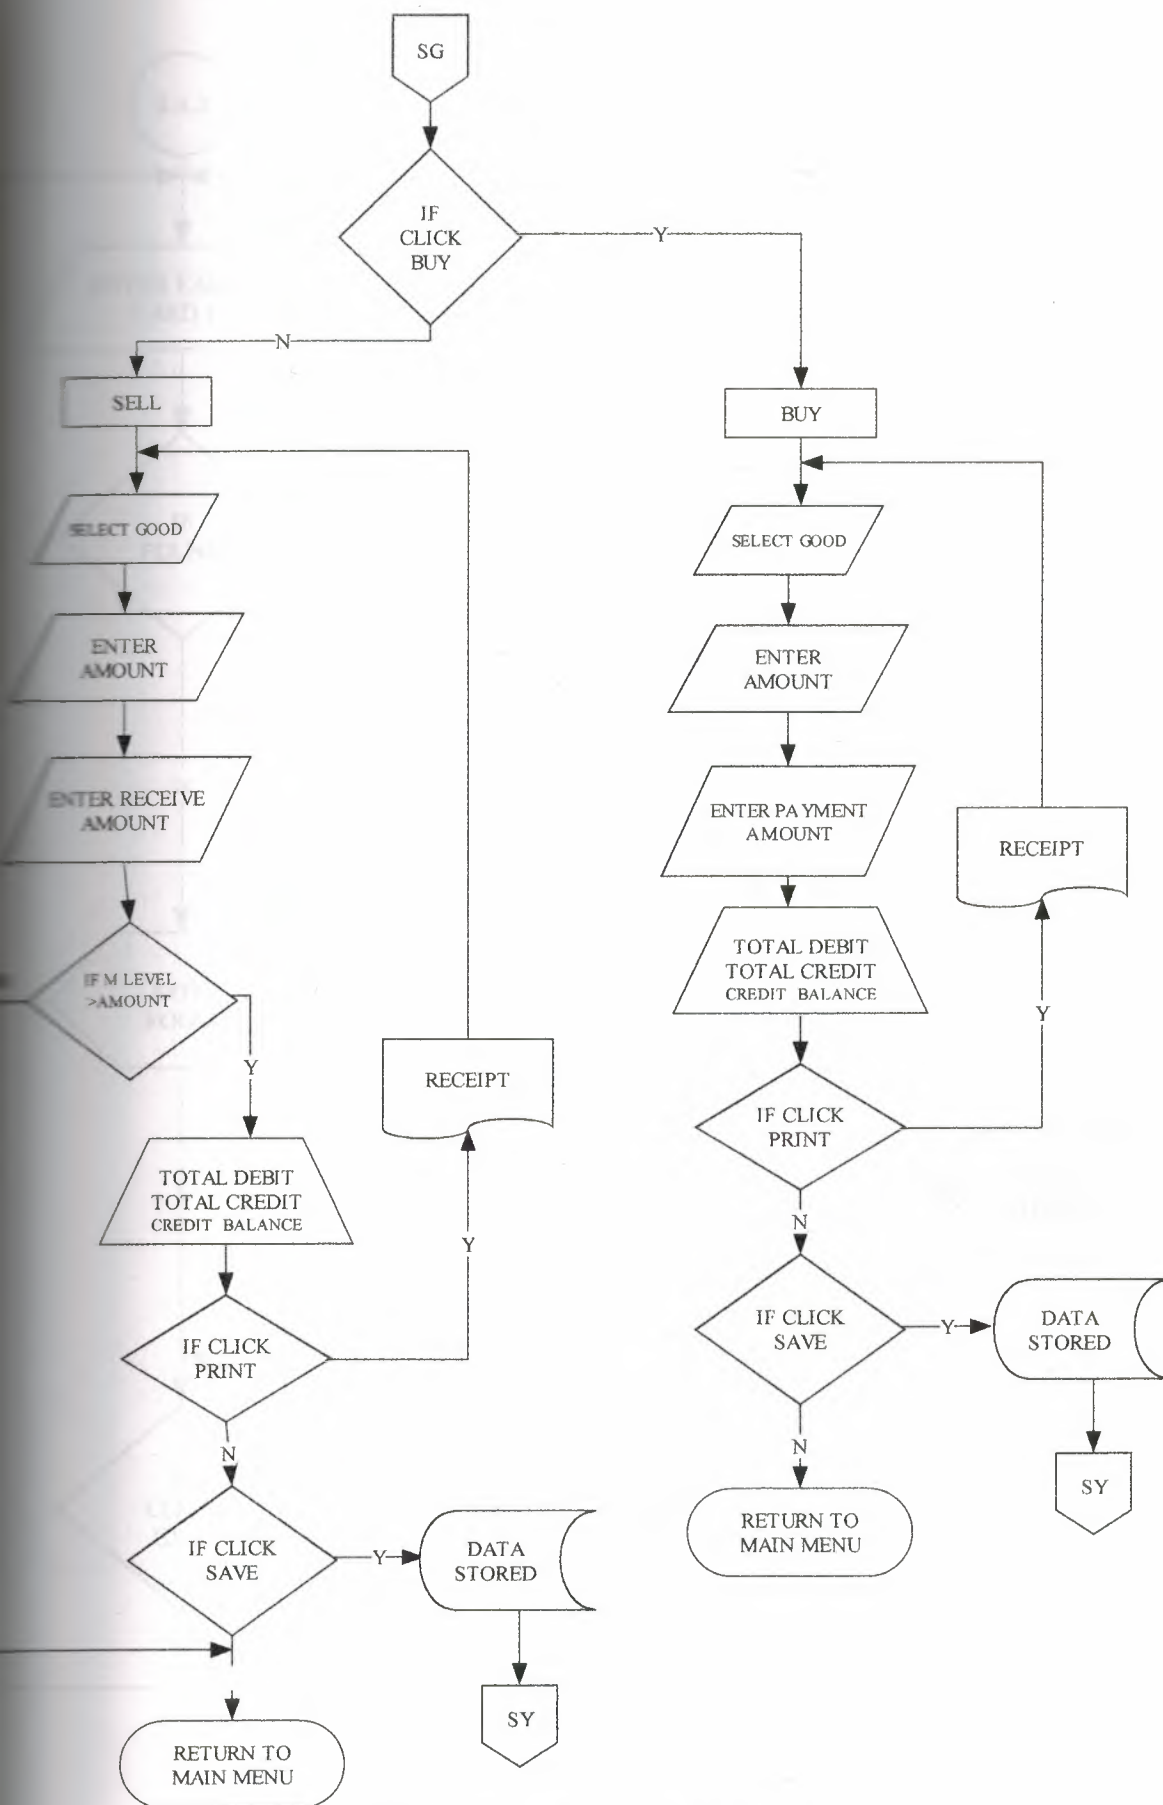 SG
IF
CLICK
BUY
Y
N
SELL
SELECT GOOD
ENTER
AMOUNT
ENTER RECEIVE
AMOUNT
IF M LEVEL
>AMOUNT
Y
TOTAL DEBIT
TOTAL CREDIT
CREDIT BALANCE
IF CLICK
PRINT
Y
RECEIPT
N
IF CLICK
SAVE
Y
DATA
STORED
SY
RETURN TO
MAIN MENU
BUY
SELECT GOOD
ENTER
AMOUNT
ENTER PAYMENT
AMOUNT
TOTAL DEBIT
TOTAL CREDIT
CREDIT BALANCE
IF CLICK
PRINT
Y
RECEIPT
N
IF CLICK
SAVE
Y
DATA
STORED
SY
N
RETURN TO
MAIN MENU